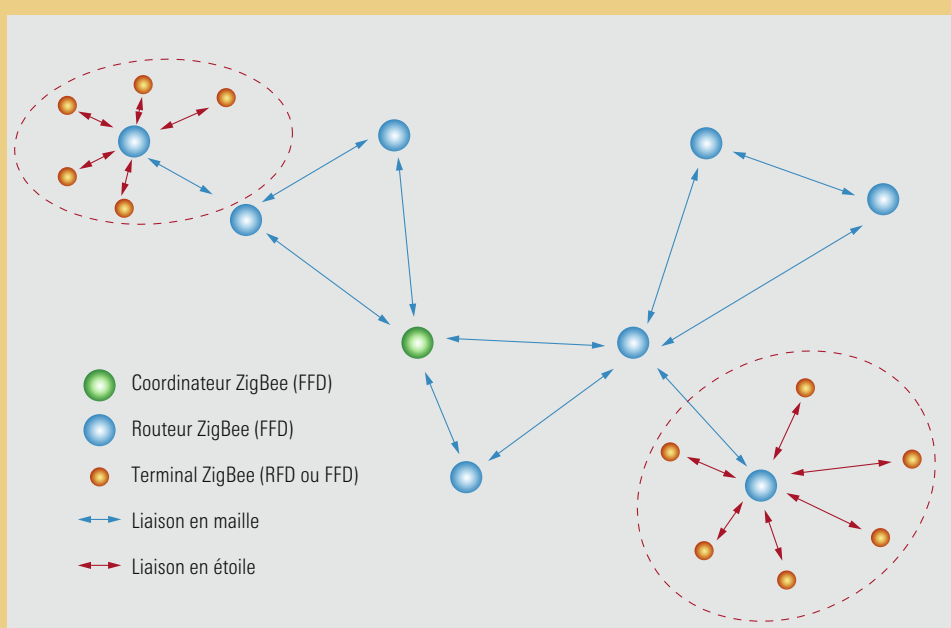 Coordinateur ZigBee (FFD)
Routeur ZigBee (FFD)
Terminal ZigBee (RFD ou FFD)
Liaison en maille
Liaison en étoile